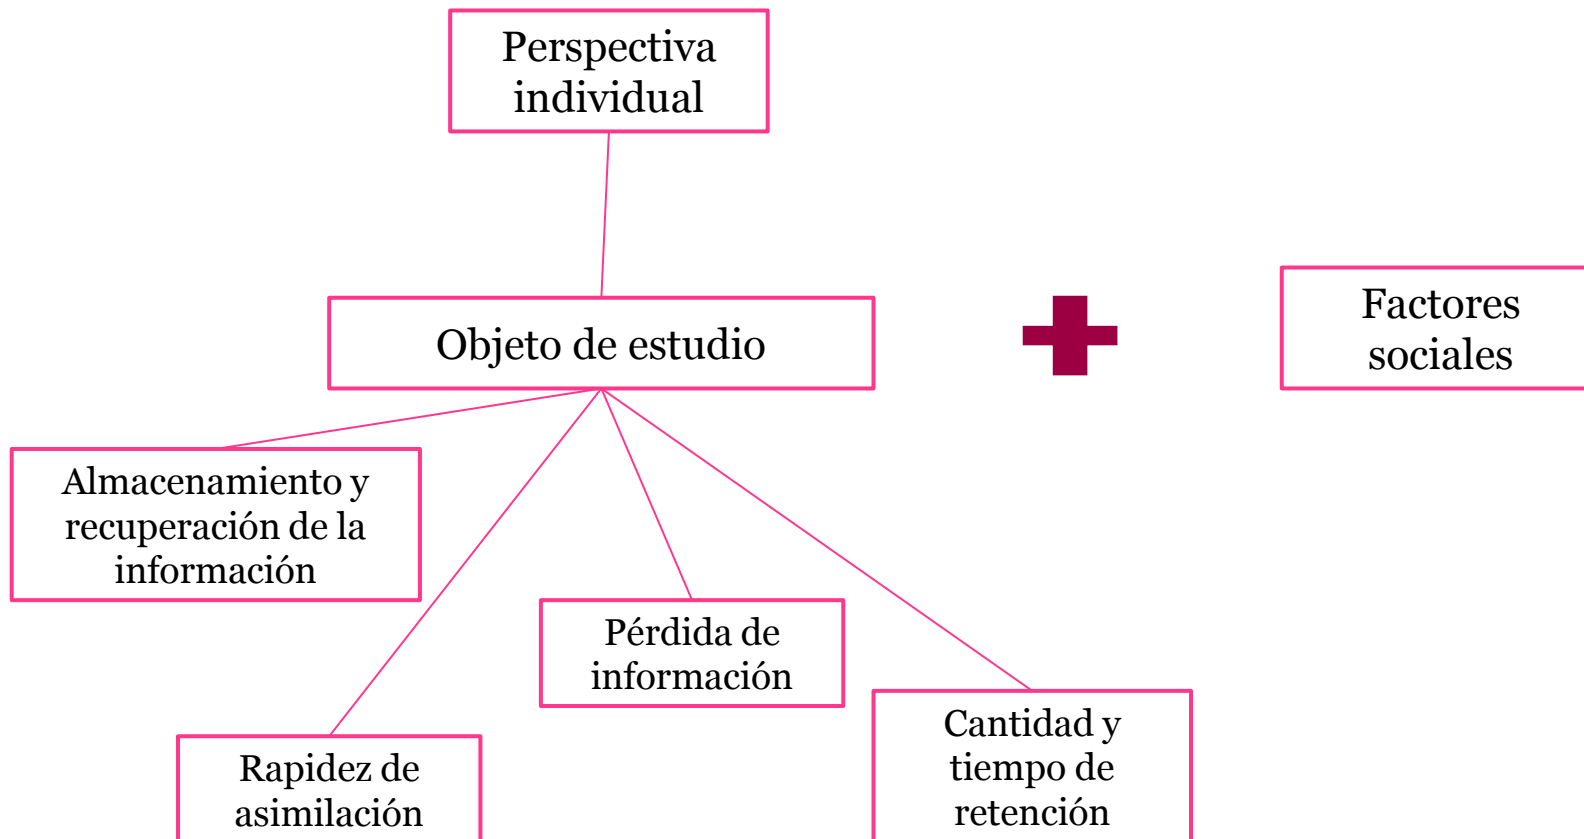 Perspectiva
individual
Objeto de estudio
Factores
sociales
Almacenamiento y
recuperación de la
información
Pérdida de
información
Rapidez de
asimilación
Cantidad y
tiempo de
retención